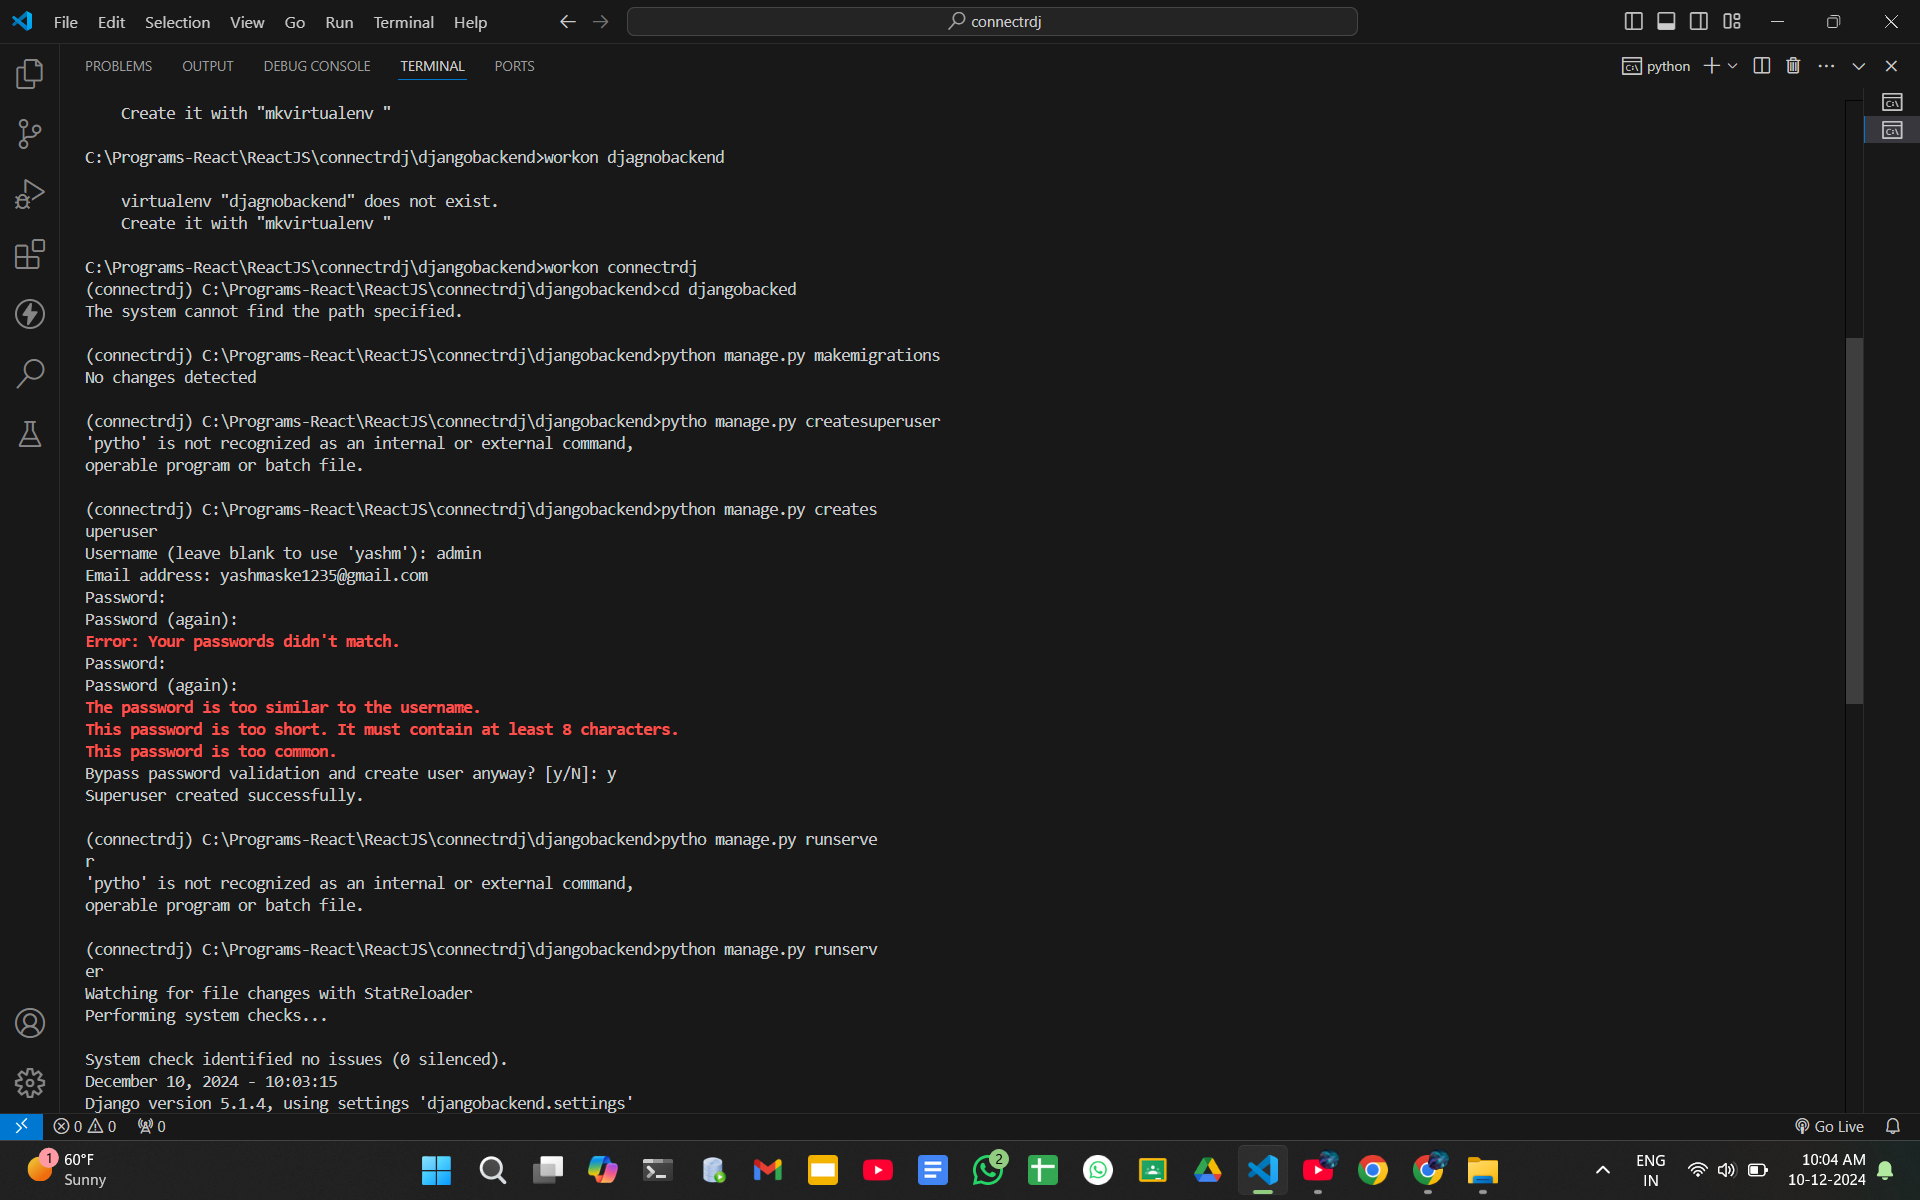 File Edit Selection View Go Run Terminal Help
connectrdj
PROBLEMS OUTPUT DEBUG CONSOLE TERMINAL PORTS
python
Create it with "mkvirtualenv "
C:\Programs-React\ReactJS\connectrdj\djangobackend>workon djagnobackend
virtualenv "djagnobackend" does not exist.
Create it with "mkvirtualenv "
C:\Programs-React\ReactJS\connectrdj\djangobackend>workon connectrdj
(connectrdj) C:\Programs-React\ReactJS\connectrdj\djangobackend>cd djangobacked
The system cannot find the path specified.
(connectrdj) C:\Programs-React\ReactJS\connectrdj\djangobackend>python manage.py makemigrations
No changes detected
(connectrdj) C:\Programs-React\ReactJS\connectrdj\djangobackend>pytho manage.py createsuperuser
'pytho' is not recognized as an internal or external command,
operable program or batch file.
(connectrdj) C:\Programs-React\ReactJS\connectrdj\djangobackend>python manage.py creates
uperuser
Username (leave blank to use 'yashm'): admin
Email address: yashmaske1235@gmail.com
Password:
Password (again):
Error: Your passwords didn't match.
Password:
Password (again):
The password is too similar to the username.
This password is too short. It must contain at least 8 characters.
This password is too common.
Bypass password validation and create user anyway? [y/N]: y
Superuser created successfully.
(connectrdj) C:\Programs-React\ReactJS\connectrdj\djangobackend>pytho manage.py runserve
r
'pytho' is not recognized as an internal or external command,
operable program or batch file.
(connectrdj) C:\Programs-React\ReactJS\connectrdj\djangobackend>python manage.py runserv
er
Watching for file changes with StatReloader
Performing system checks...
System check identified no issues (0 silenced).
December 10, 2024 - 10:03:15
Django version 5.1.4, using settings 'djangobackend.settings'
0 0 0
Go Live
1
60°F
Sunny
2
ENG
IN
10:04 AM
10-12-2024